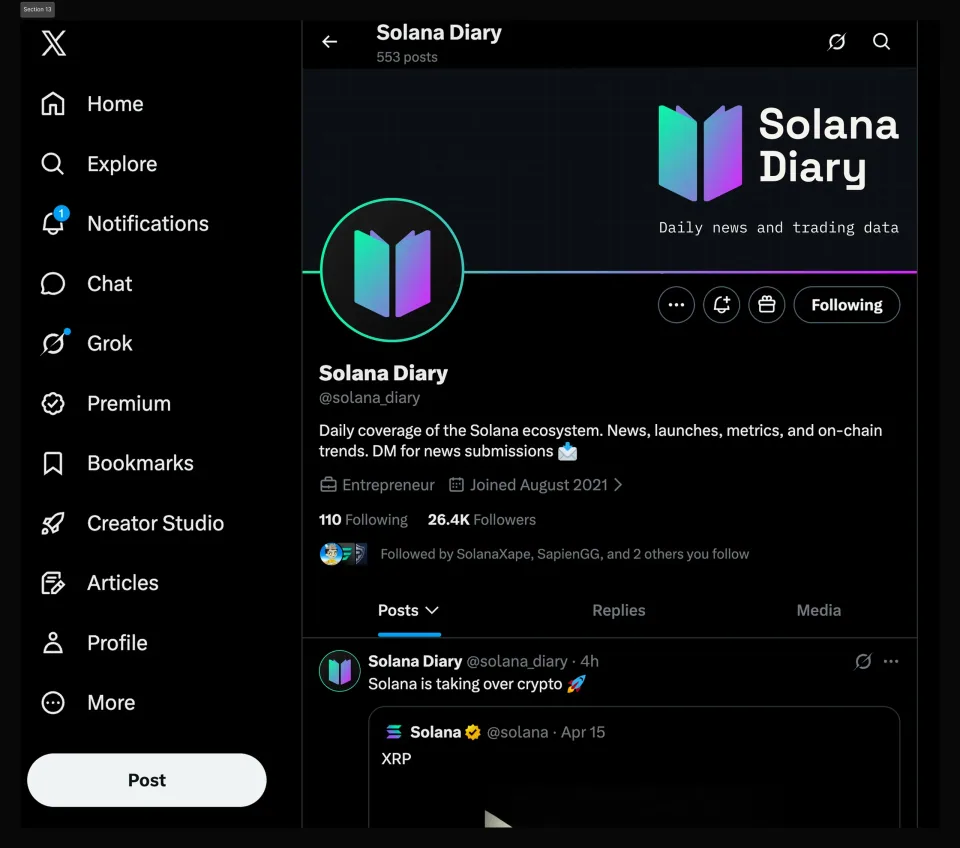 Section 13
Solana Diary
553 posts
Home
Explore
1
Notifications
Chat
Grok
Premium
Bookmarks
Creator Studio
Articles
Profile
More
Post
Solana
Diary
Daily news and trading data
Following
Solana Diary
@solana_diary
Daily coverage of the Solana ecosystem. News, launches, metrics, and on-chain
trends. DM for news submissions 📩
Entrepreneur Joined August 2021
110 Following 26.4K Followers
Followed by SolanaXape, SapienGG, and 2 others you follow
Posts Replies Media
Solana Diary @solana_diary · 4h
Solana is taking over crypto 🚀
Solana @solana · Apr 15
XRP